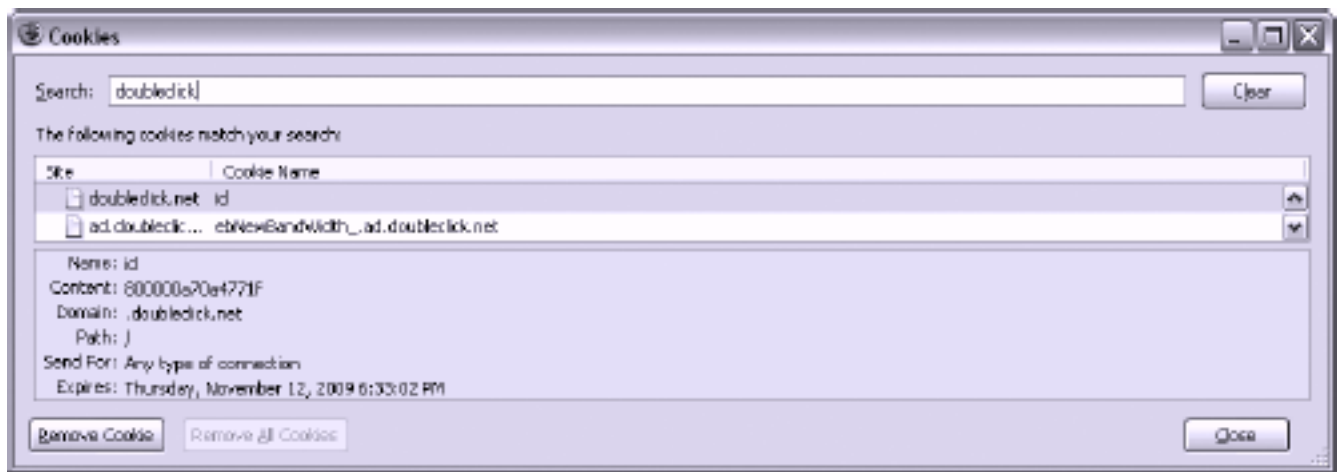 Cookies
Search: doubleclick
Clear
The following cookies match your search:
Site Cookie Name
doubleclick.net id
ad.doubleclic... ebNewBandWidth_.ad.doubleclick.net
Name: id
Content: 800000a70a4771f
Domain: .doubleclick.net
Path: /
Send For: Any type of connection
Expires: Thursday, November 12, 2009 6:33:02 PM
Remove Cookie Remove All Cookies Close